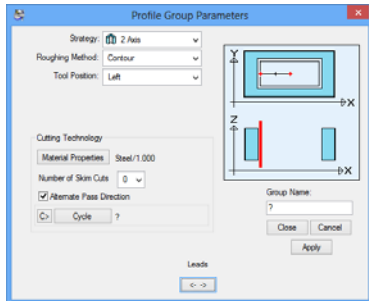 Profile Group Parameters
Strategy: 2 Axis
Roughing Method: Contour
Tool Position: Left
Y
X
Z
X
Cutting Technology
Material Properties Steel/1.000
Number of Skim Cuts 0
Alternate Pass Direction
C> Cycle ?
Group Name:
?
Close Cancel
Apply
Leads
<- ->